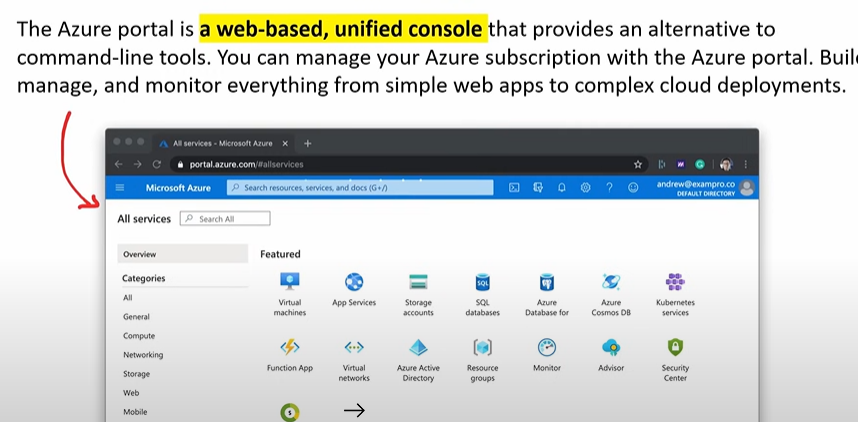 The Azure portal is a web-based, unified console that provides an alternative to
command-line tools. You can manage your Azure subscription with the Azure portal. Build
manage, and monitor everything from simple web apps to complex cloud deployments.
All services - Microsoft Azure
portal.azure.com/#allservices
Microsoft Azure
Search resources, services, and docs (G+/)
andrew@exampro.co
DEFAULT DIRECTORY
All services
Search All
Overview
Categories
All
General
Compute
Networking
Storage
Web
Mobile
Featured
Virtual
machines
App Services
Storage
accounts
SQL
SQL
databases
Azure
Database for
Azure
Cosmos DB
Kubernetes
services
Function App
Virtual
networks
Azure Active
Directory
Resource
groups
Monitor
Advisor
Security
Center